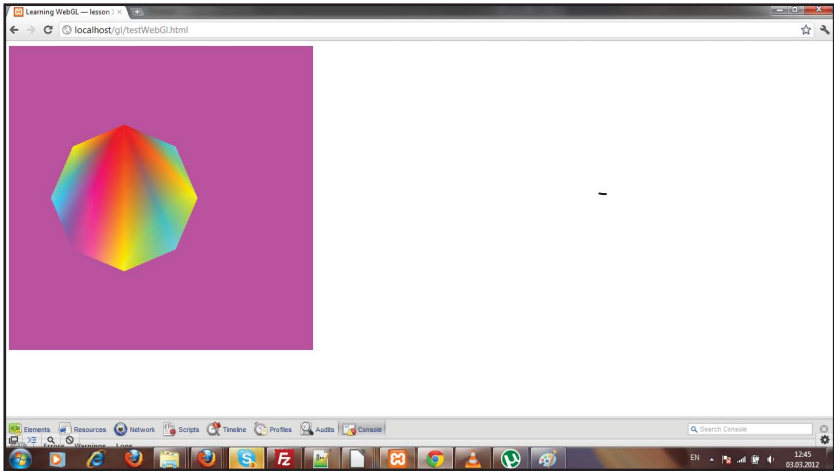 Learning WebGL — lesson 1
localhost/gl/testWebGl.html
Elements Resources Network Scripts Timeline Profiles Audits Console
Search Console
Errors Warnings Logs
EN 12:45
03.03.2012